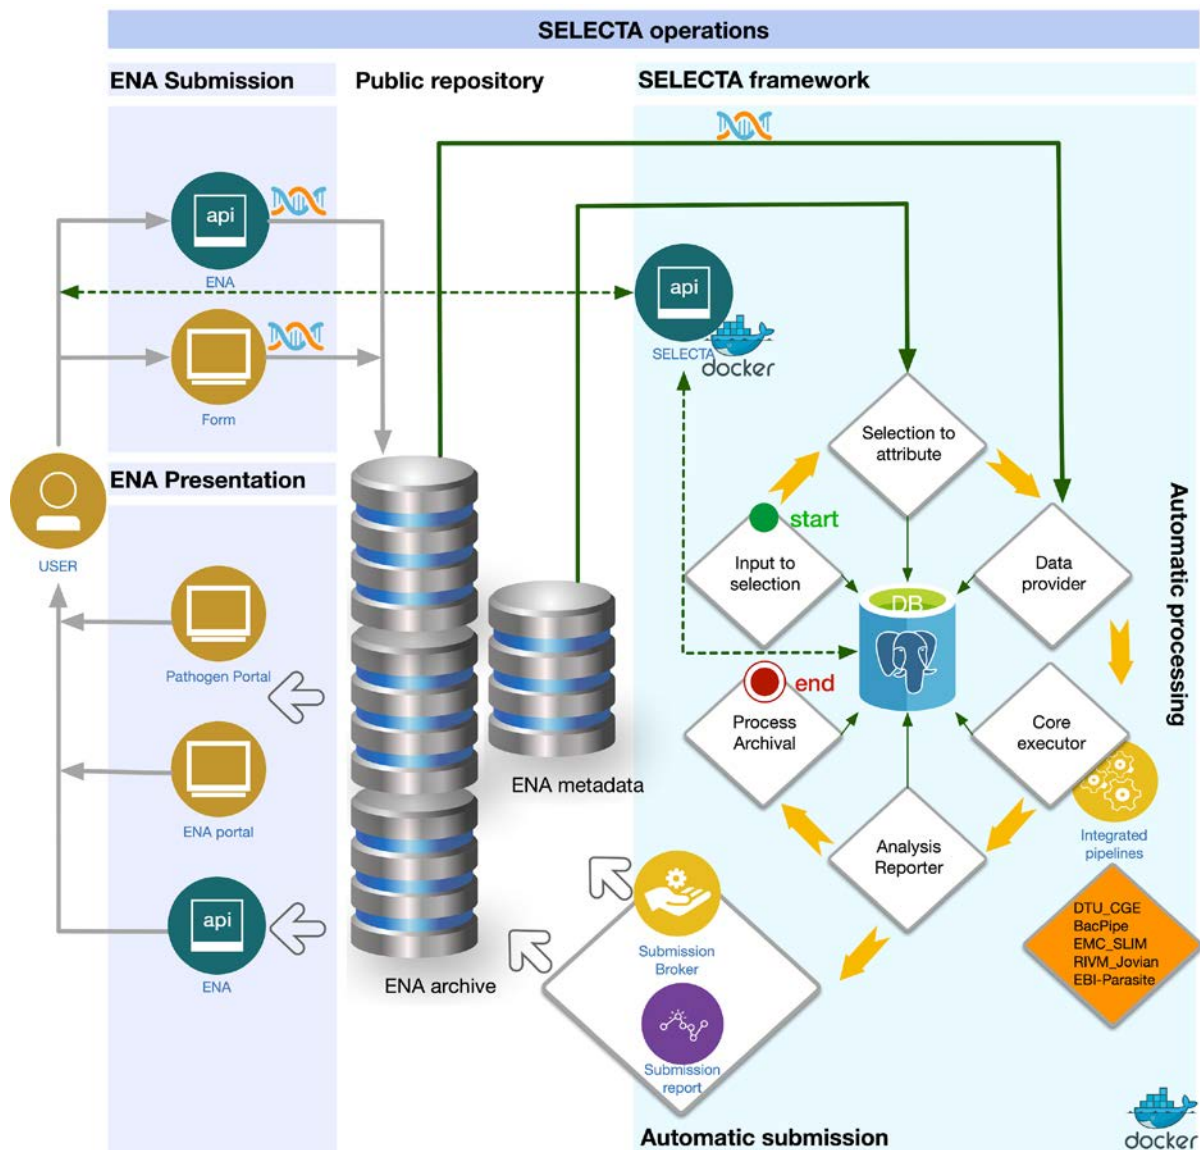 SELECTA operations
ENA Submission
Public repository
SELECTA framework
api
ENA
api
SELECTA
docker
Form
Selection to
attribute
ENA Presentation
USER
start
Input to
selection
Data
provider
DB
Automatic processing
Pathogen Portal
end
Process
Archival
Core
executor
ENA metadata
ENA portal
Analysis
Reporter
Integrated
pipelines
DTU_CGE
BacPipe
EMC_SLIM
RIVM_Jovian
EBI-Parasite
api
ENA
ENA archive
Submission
Broker
Submission
report
Automatic submission
docker